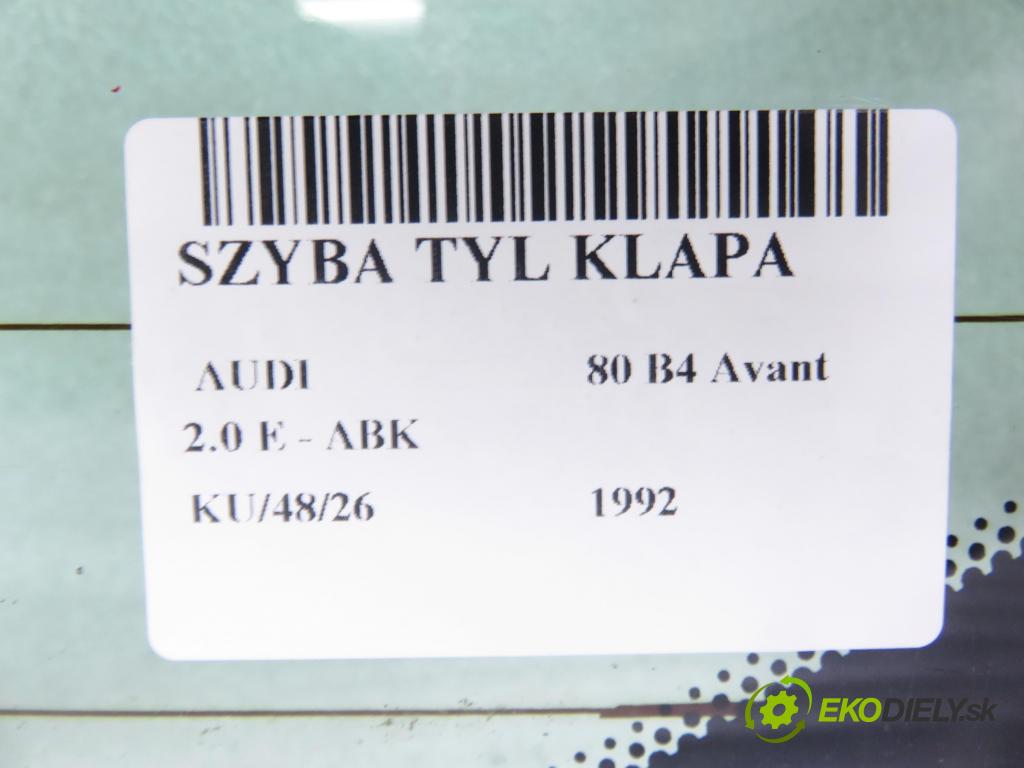 SZYBA TYL KLAPA
AUDI 80 B4 Avant
2.0 E - ABK
KU/48/26 1992
EKODIELY.sk